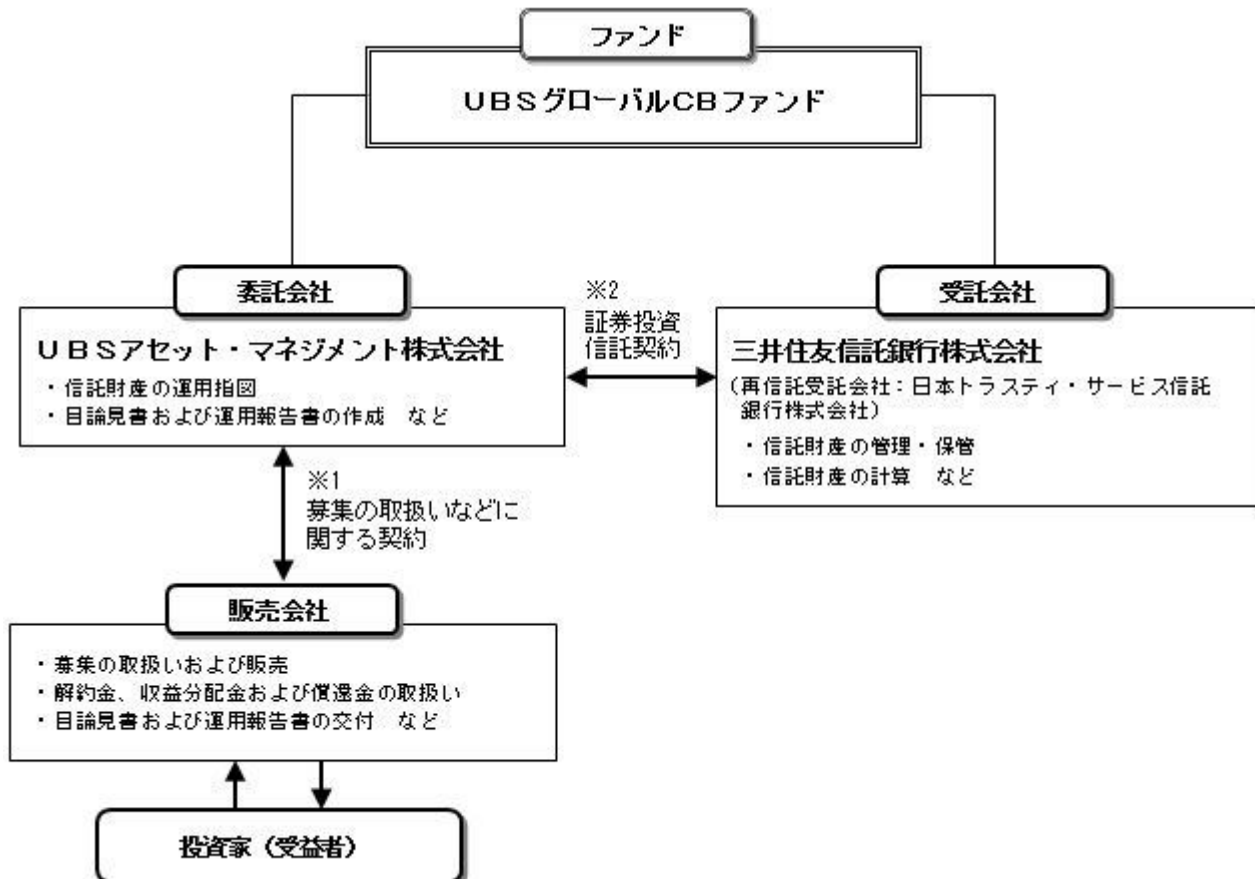 ファンド
UBSグローバルCBファンド
委託会社
UBSアセット・マネジメント株式会社
・信託財産の運用指図
・目論見書および運用報告書の作成　など
※2
証券投資
信託契約
受託会社
三井住友信託銀行株式会社
(再信託受託会社：日本トラスティ・サービス信託
銀行株式会社)
・信託財産の管理・保管
・信託財産の計算　など
※1
募集の取扱いなどに
関する契約
販売会社
・募集の取扱いおよび販売
・解約金、収益分配金および償還金の取扱い
・目論見書および運用報告書の交付　など
投資家（受益者）